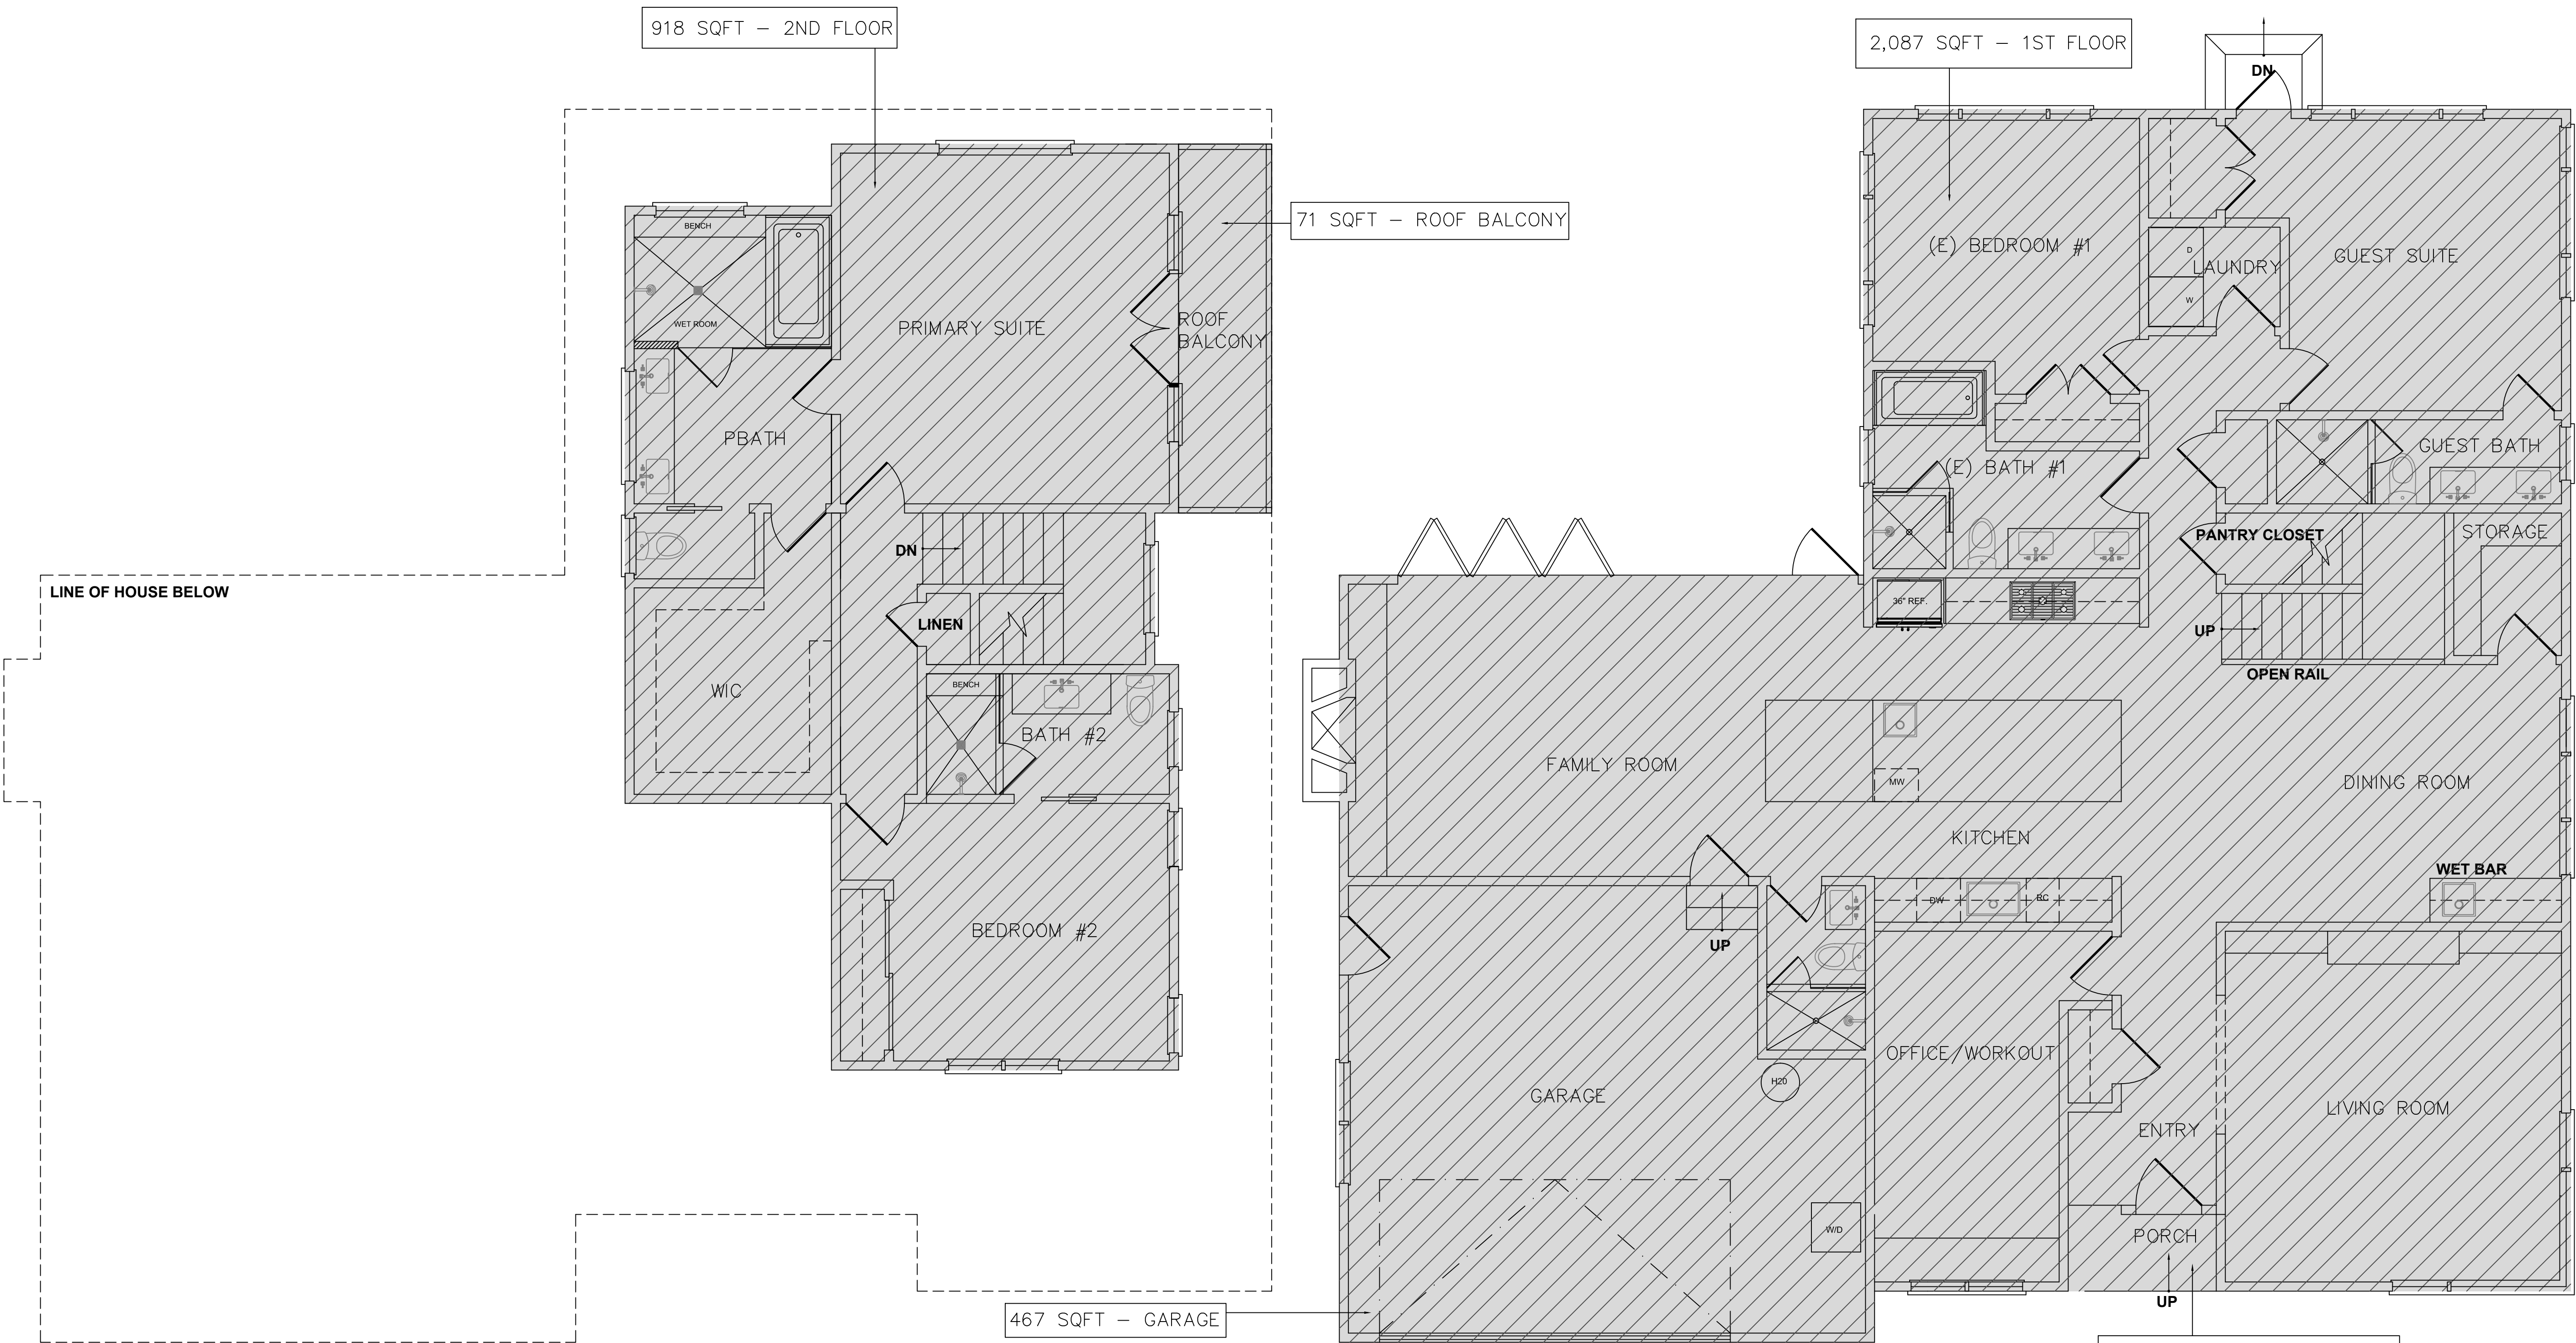 918 SQFT – 2ND FLOOR
2,087 SQFT – 1ST FLOOR
DN
71 SQFT – ROOF BALCONY
BENCH
WET ROOM
PRIMARY SUITE
ROOF
BALCONY
PBATH
DN
LINE OF HOUSE BELOW
LINEN
WIC
BENCH
BATH #2
BEDROOM #2
(E) BEDROOM #1
D
LAUNDRY
W
GUEST SUITE
GUEST BATH
(E) BATH #1
PANTRY CLOSET
STORAGE
36" REF.
UP
OPEN RAIL
FAMILY ROOM
MW
DINING ROOM
KITCHEN
WET BAR
DW
RC
UP
OFFICE/WORKOUT
H20
GARAGE
LIVING ROOM
ENTRY
W/D
PORCH
UP
467 SQFT – GARAGE